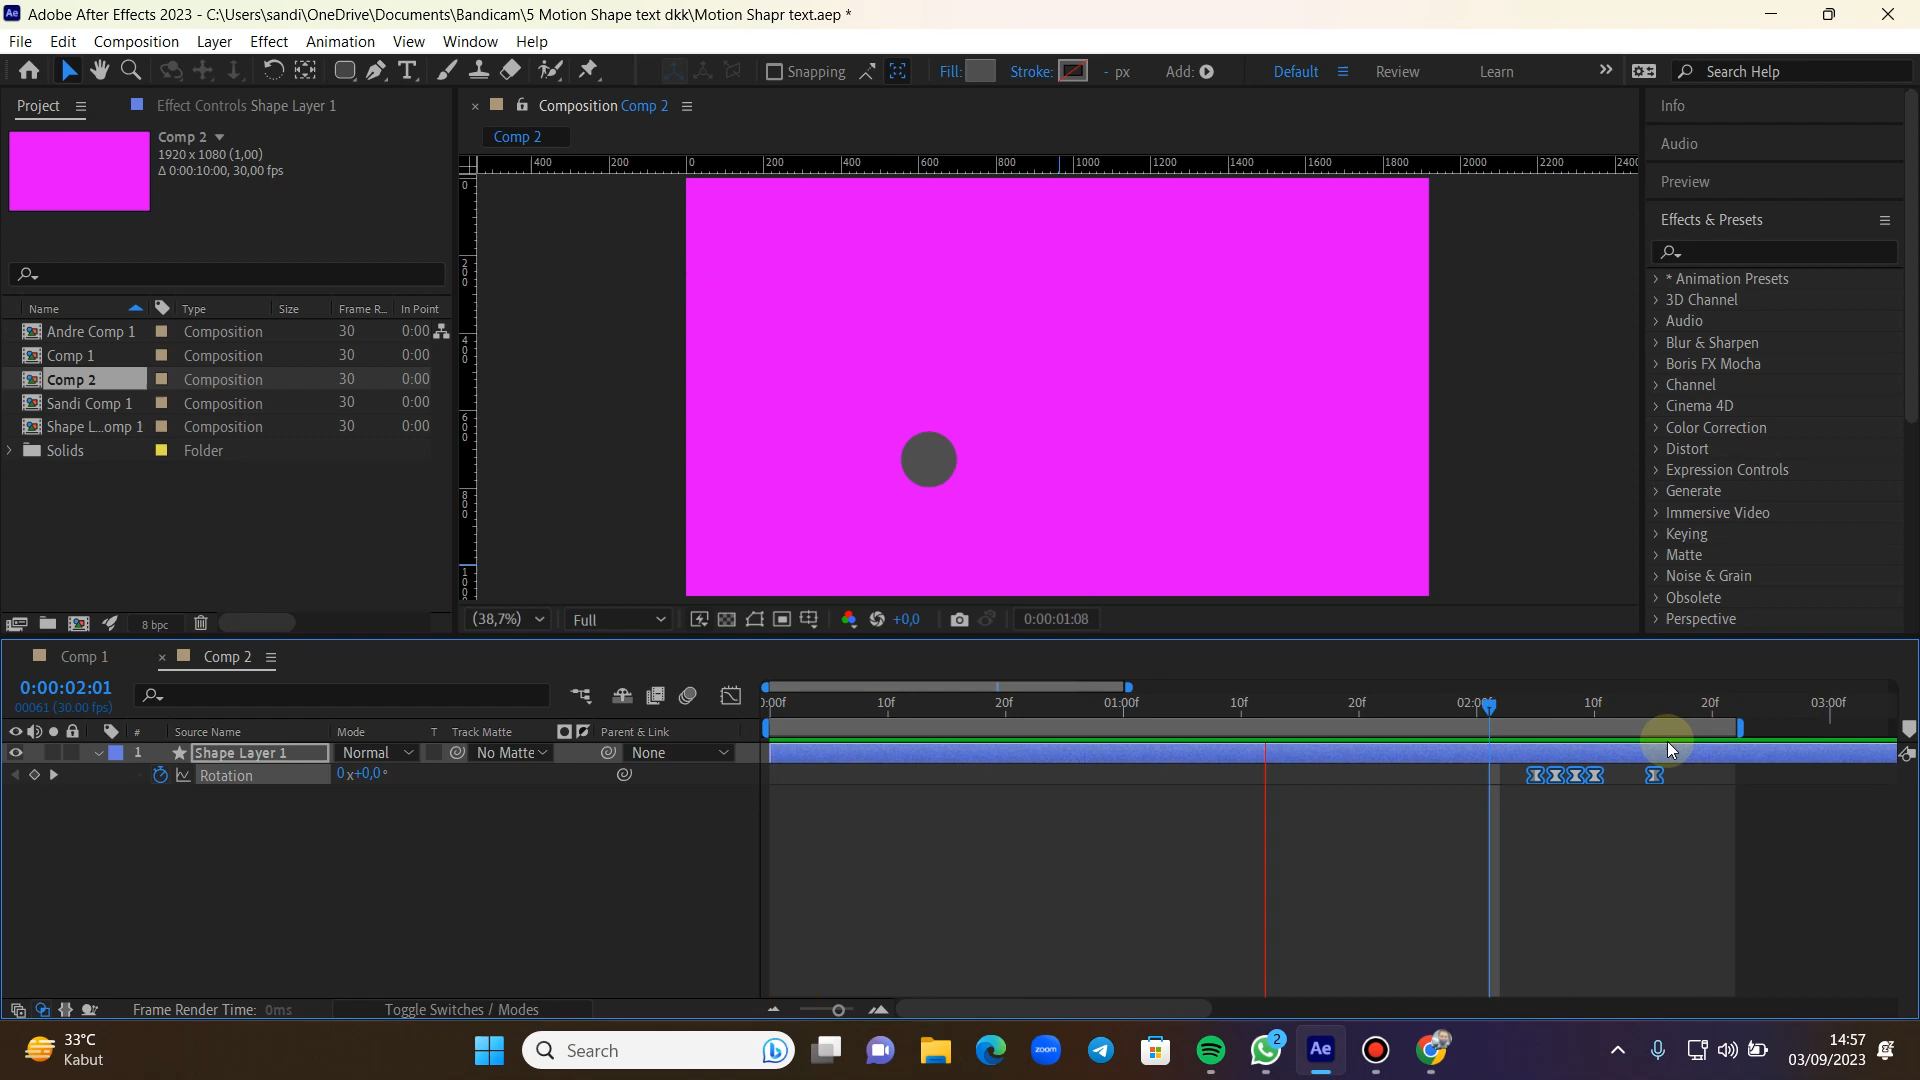 Adobe After Effects 2023 - C:\Users\sandi\OneDrive\Documents\Bandicam\5 Motion Shape text dkk\Motion Shapr text.aep *
File Edit Composition Layer Effect Animation View Window Help
Snapping Fill: Stroke: - px Add: Default Review Learn Search Help
Project Effect Controls Shape Layer 1 Composition Comp 2 Info
Comp 2
1920 x 1080 (1,00)
Δ 0:00:10:00, 30,00 fps
Comp 2
400 200 0 200 400 600 800 1000 1200 1400 1600 1800 2000 2200 2400
0
200
400
600
800
Audio
Preview
Effects & Presets
* Animation Presets
3D Channel
Audio
Blur & Sharpen
Boris FX Mocha
Channel
Cinema 4D
Color Correction
Distort
Expression Controls
Generate
Immersive Video
Keying
Matte
Noise & Grain
Obsolete
Perspective
Name Type Size Frame R... In Point
Andre Comp 1 Composition 30 0:00
Comp 1 Composition 30 0:00
Comp 2 Composition 30 0:00
Sandi Comp 1 Composition 30 0:00
Shape L...omp 1 Composition 30 0:00
Solids Folder
8 bpc
(38,7%) Full +0,0 0:00:01:08
Comp 1 Comp 2
0:00:02:01
00061 (30.00 fps)
0:00f 10f 20f 01:00f 10f 20f 02:00f 10f 20f 03:00f
# Source Name Mode T Track Matte Parent & Link
1 Shape Layer 1 Normal No Matte None
Rotation 0x+0,0°
Frame Render Time: 0ms Toggle Switches / Modes
33°C
Kabut
Search
zoom
2
Ae
14:57
03/09/2023